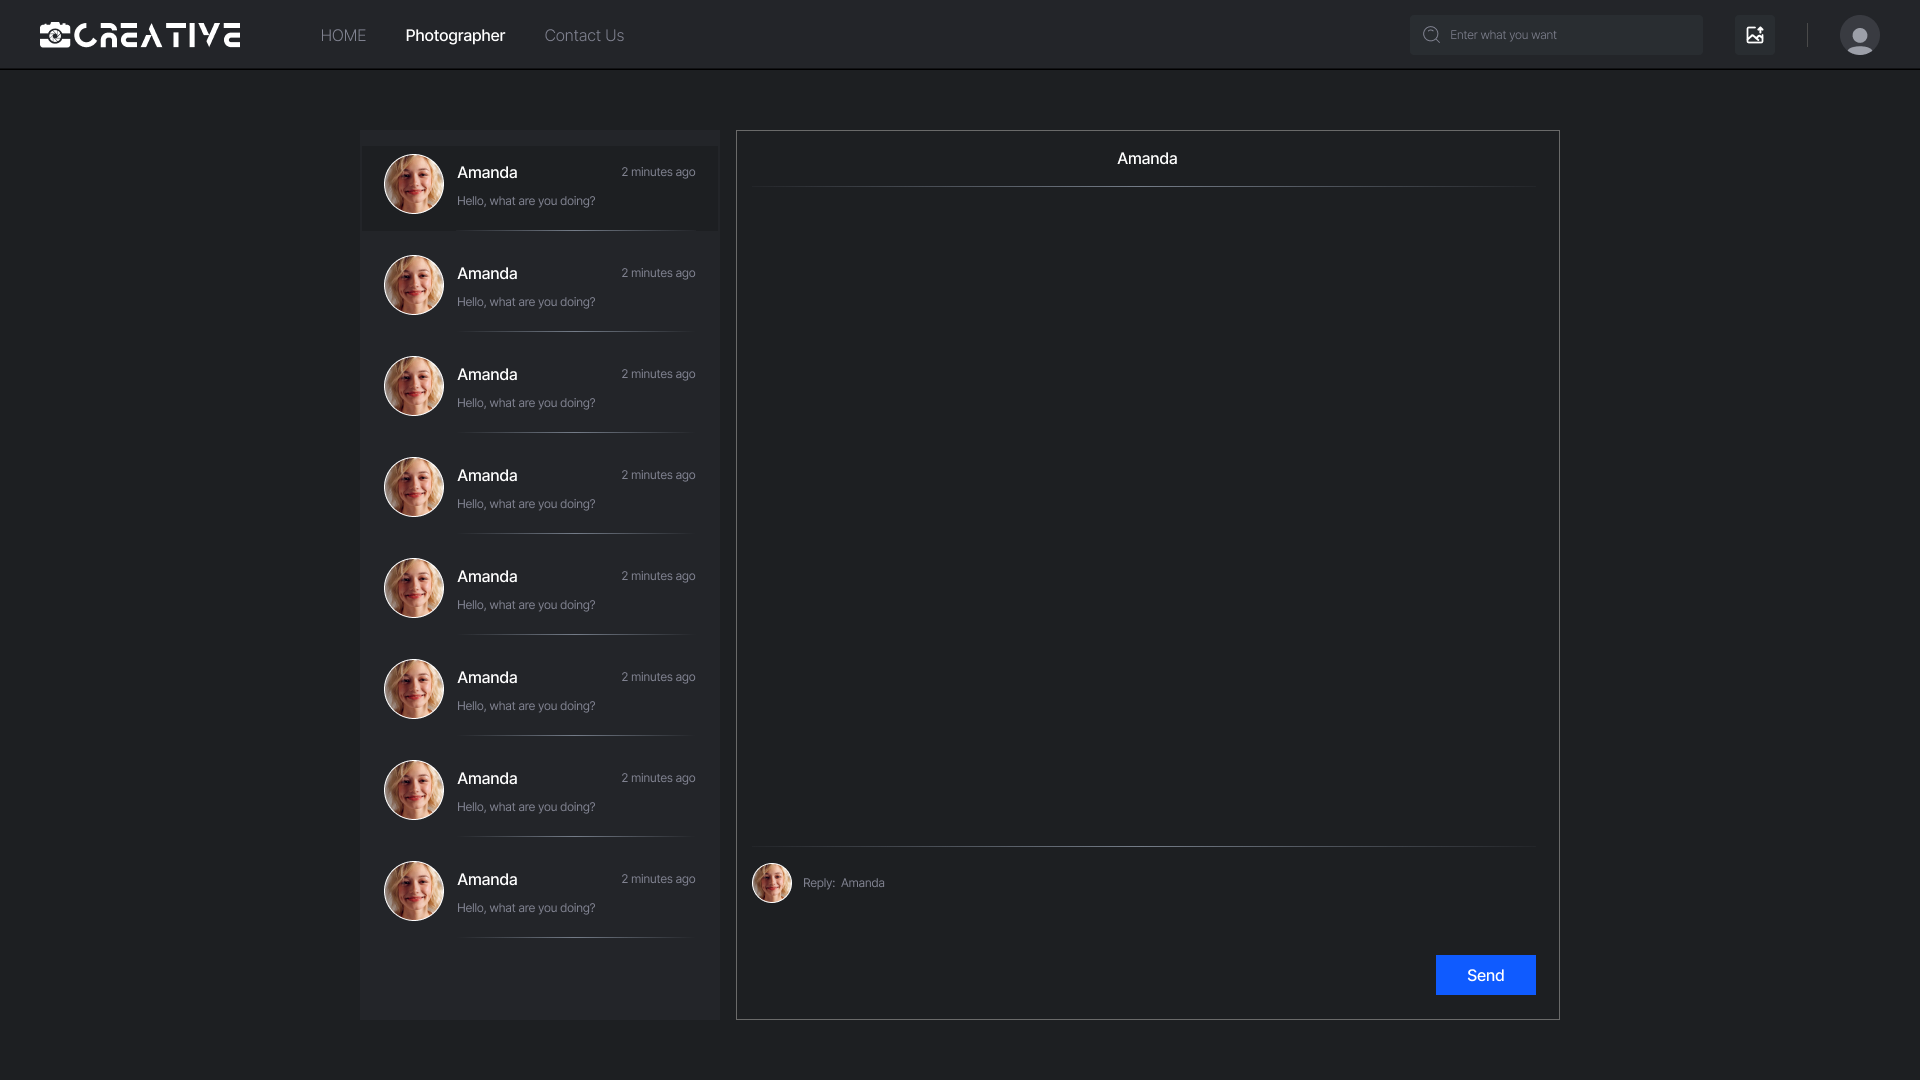 CREATIVE
HOME
Photographer
Contact Us
Enter what you want
Amanda
2 minutes ago
Hello, what are you doing?
Amanda
2 minutes ago
Hello, what are you doing?
Amanda
2 minutes ago
Hello, what are you doing?
Amanda
2 minutes ago
Hello, what are you doing?
Amanda
2 minutes ago
Hello, what are you doing?
Amanda
2 minutes ago
Hello, what are you doing?
Amanda
2 minutes ago
Hello, what are you doing?
Amanda
2 minutes ago
Hello, what are you doing?
Amanda
Reply: Amanda
Send